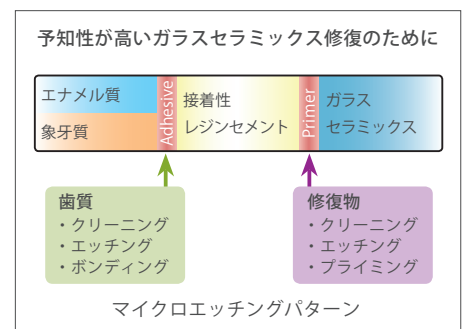 予知性が高いガラスセラミックス修復のために
エナメル質
象牙質
Adhesive
接着性
レジンセメント
Primer
ガラス
セラミックス
歯質
・クリーニング
・エッチング
・ボンディング
修復物
・クリーニング
・エッチング
・プライミング
マイクロエッチングパターン